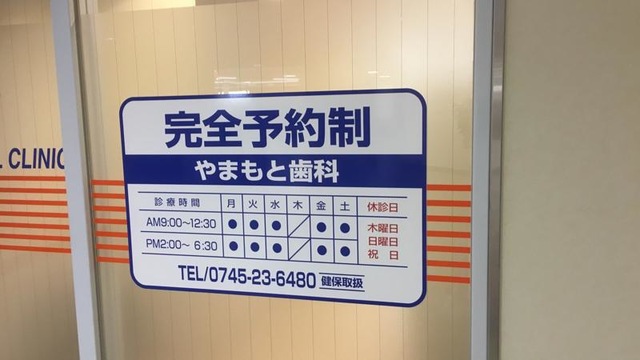 L CLINIC
完全予約制
やまもと歯科
診療時間 月 火 水 木 金 土 休診日
AM9:00~12:30 ● ● ● ／ ● ● 木曜日
日曜日
PM2:00~ 6:30 ● ● ● ／ ● ● 祝 日
TEL/0745-23-6480 健保取扱